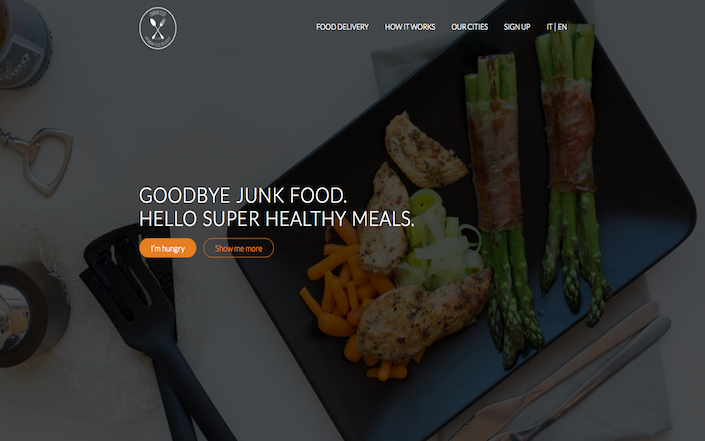 FOOD DELIVERY HOW IT WORKS OUR CITIES SIGN UP IT | EN
GOODBYE JUNK FOOD.
HELLO SUPER HEALTHY MEALS.
I'm hungry Show me more